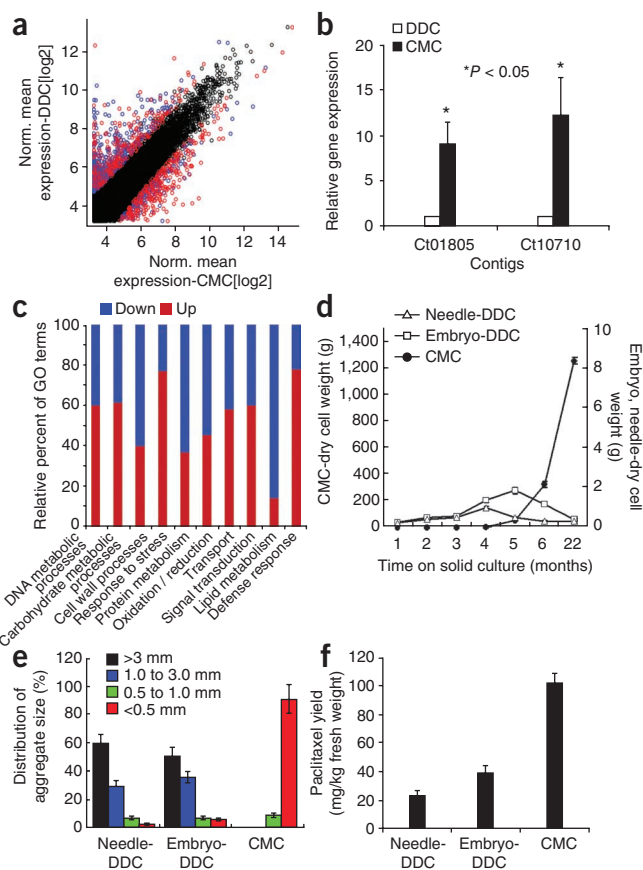 a
Norm. mean
expression-DDC[log2]
12
10
8
6
4
4 6 8 10 12 14
Norm. mean
expression-CMC[log2]
b
DDC
CMC
Relative gene expression
20
15
10
5
0
*P < 0.05
*
*
Ct01805 Ct10710
Contigs
c
Down Up
Relative percent of GO terms
100
80
60
40
20
0
DNA metabolic
processes
Carbohydrate metabolic
processes
Cell wall processes
Response to stress
Protein metabolism
Oxidation / reduction
Transport
Signal transduction
Lipid metabolism
Defense response
d
Needle-DDC
Embryo-DDC
CMC
CMC-dry cell weight (g)
1,400
1,200
1,000
800
600
400
200
0
10
8
6
4
2
0
Embryo, needle-dry cell
weight (g)
1 2 3 4 5 6 22
Time on solid culture (months)
e
>3 mm
1.0 to 3.0 mm
0.5 to 1.0 mm
<0.5 mm
Distribution of
aggregate size (%)
120
100
80
60
40
20
0
Needle-
DDC
Embryo-
DDC
CMC
f
Paclitaxel yield
(mg/kg fresh weight)
120
100
80
60
40
20
0
Needle-
DDC
Embryo-
DDC
CMC